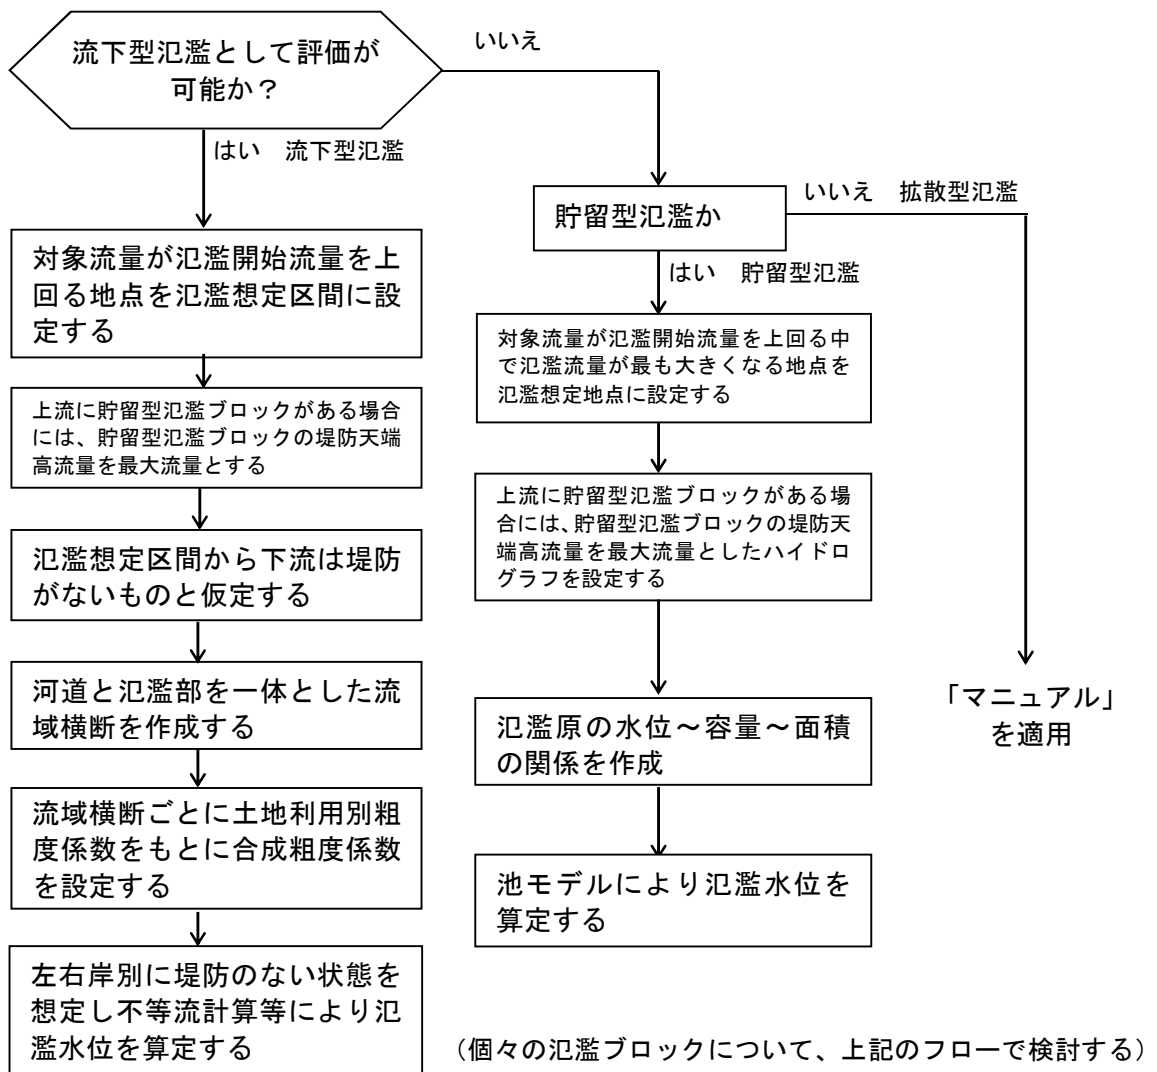 流下型氾濫として評価が
可能か？
いいえ
はい　流下型氾濫
対象流量が氾濫開始流量を上
回る地点を氾濫想定区間に設
定する
上流に貯留型氾濫ブロックがある場合
には、貯留型氾濫ブロックの堤防天端
高流量を最大流量とする
氾濫想定区間から下流は堤防
がないものと仮定する
河道と氾濫部を一体とした流
域横断を作成する
流域横断ごとに土地利用別粗
度係数をもとに合成粗度係数
を設定する
左右岸別に堤防のない状態を
想定し不等流計算等により氾
濫水位を算定する
貯留型氾濫か
いいえ　拡散型氾濫
はい　貯留型氾濫
対象流量が氾濫開始流量を上回る中
で氾濫流量が最も大きくなる地点を
氾濫想定地点に設定する
上流に貯留型氾濫ブロックがある場
合には、貯留型氾濫ブロックの堤防天
端高流量を最大流量としたハイドロ
グラフを設定する
氾濫原の水位～容量～面積
の関係を作成
池モデルにより氾濫水位を
算定する
「マニュアル」
を適用
（個々の氾濫ブロックについて、上記のフローで検討する）